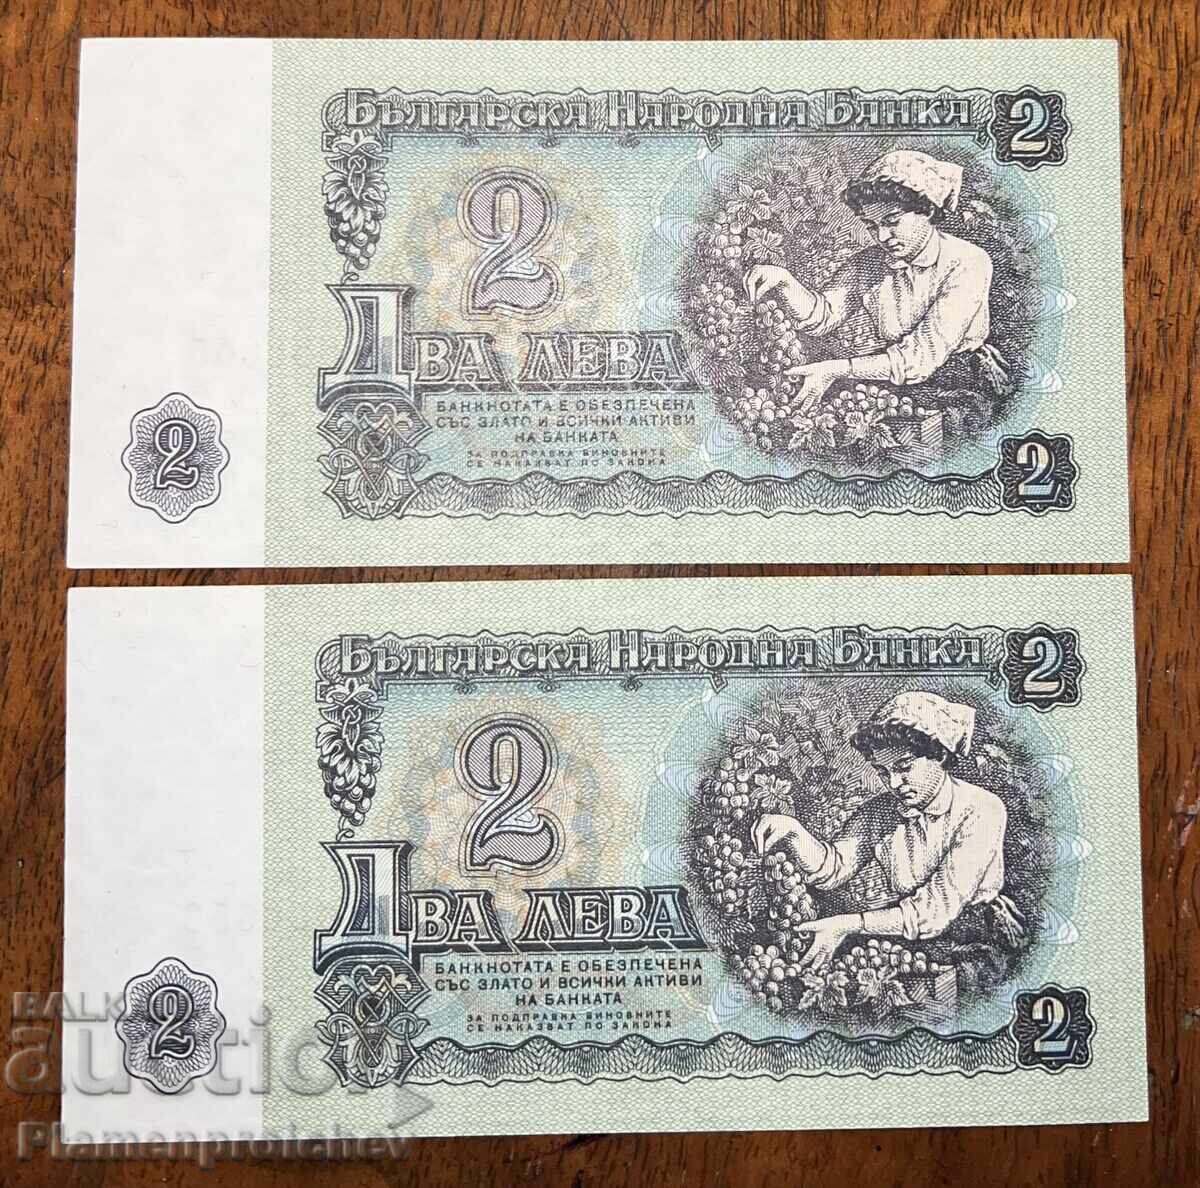 Българска Народна Банка 2
2
Два лева
Банкнотата е обезпечена
със злато и всички активи
на банката
За подправка виновните
се наказват по закона
2
2
Българска Народна Банка 2
2
Два лева
Банкнотата е обезпечена
със злато и всички активи
на банката
За подправка виновните
се наказват по закона
2
2
BALK
auction
Plamenproichev